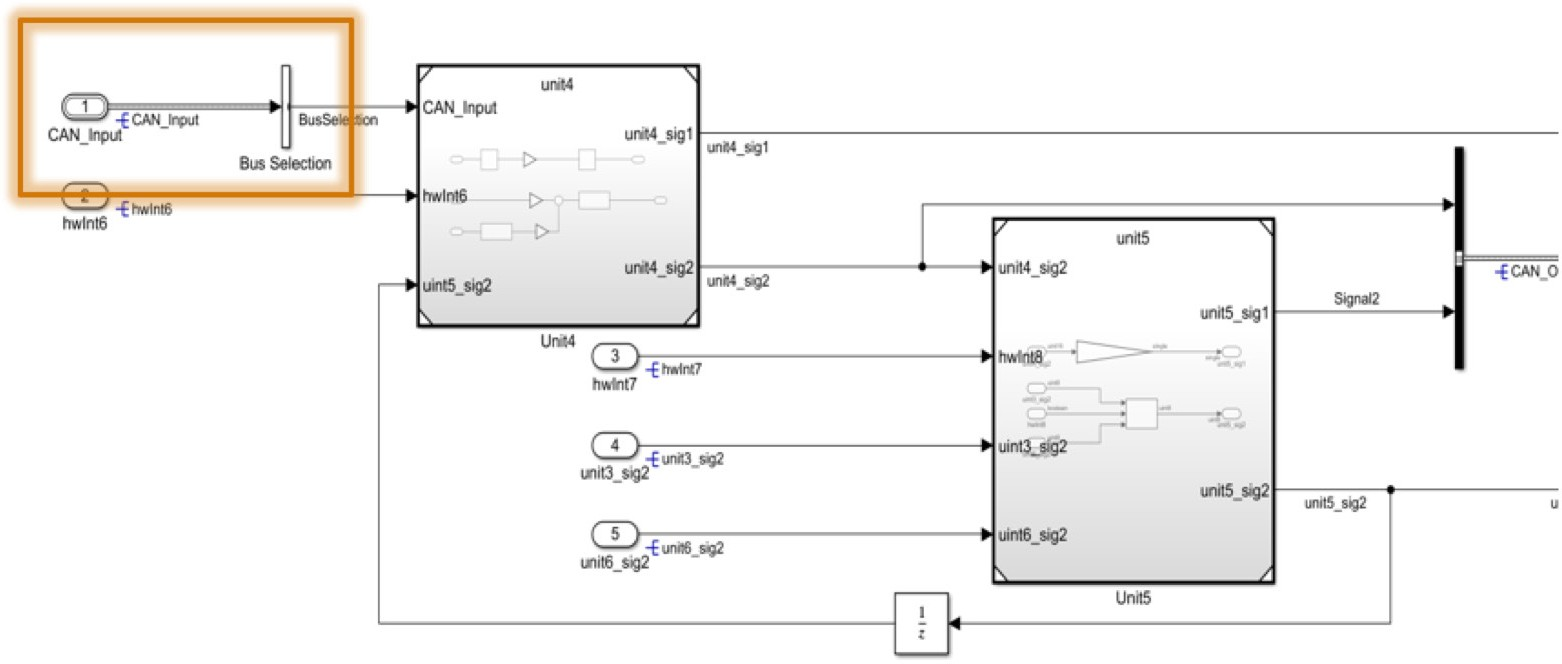 1
CAN_Input
CAN_Input
BusSelection
Bus Selection
2
hwInt6
hwInt6
unit4
CAN_Input
hwInt6
uint5_sig2
unit4_sig1
unit4_sig2
Unit4
unit4_sig1
unit4_sig2
3
hwInt7
hwInt7
4
unit3_sig2
unit3_sig2
5
unit6_sig2
unit6_sig2
unit5
unit4_sig2
hwInt8
uint3_sig2
uint6_sig2
unit5_sig1
unit5_sig2
Unit5
Signal2
CAN_O
unit5_sig2
u
1
z